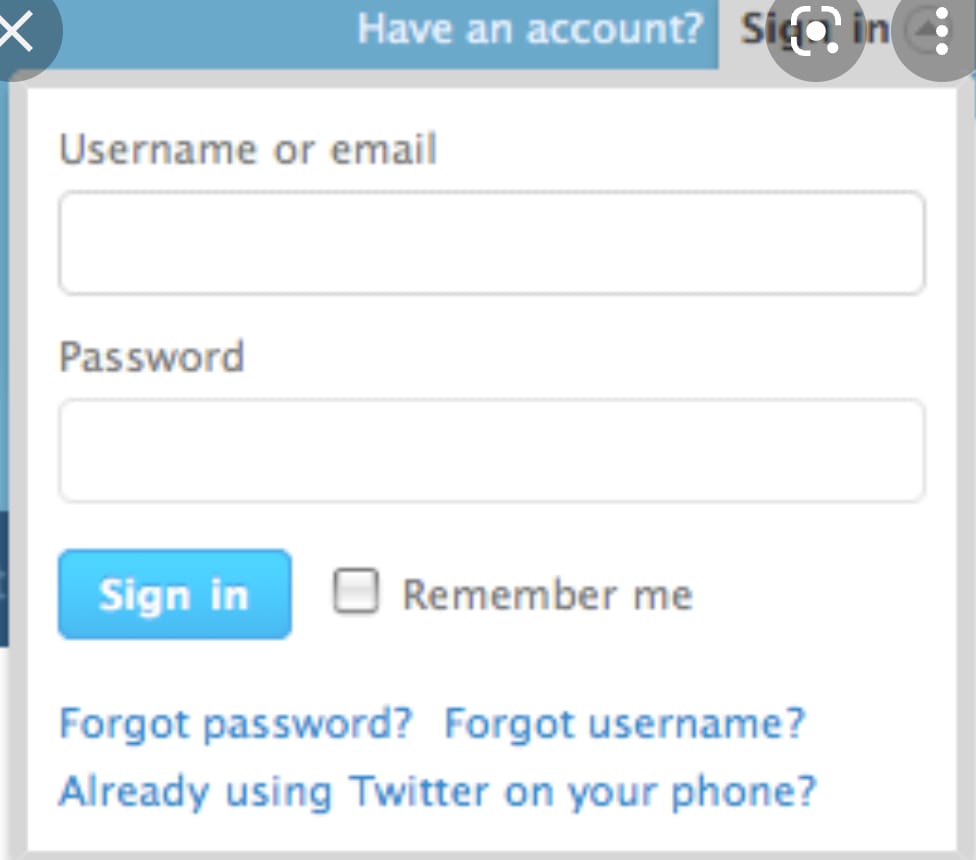 Have an account? Sign in
Username or email
Password
Sign in Remember me
Forgot password? Forgot username?
Already using Twitter on your phone?